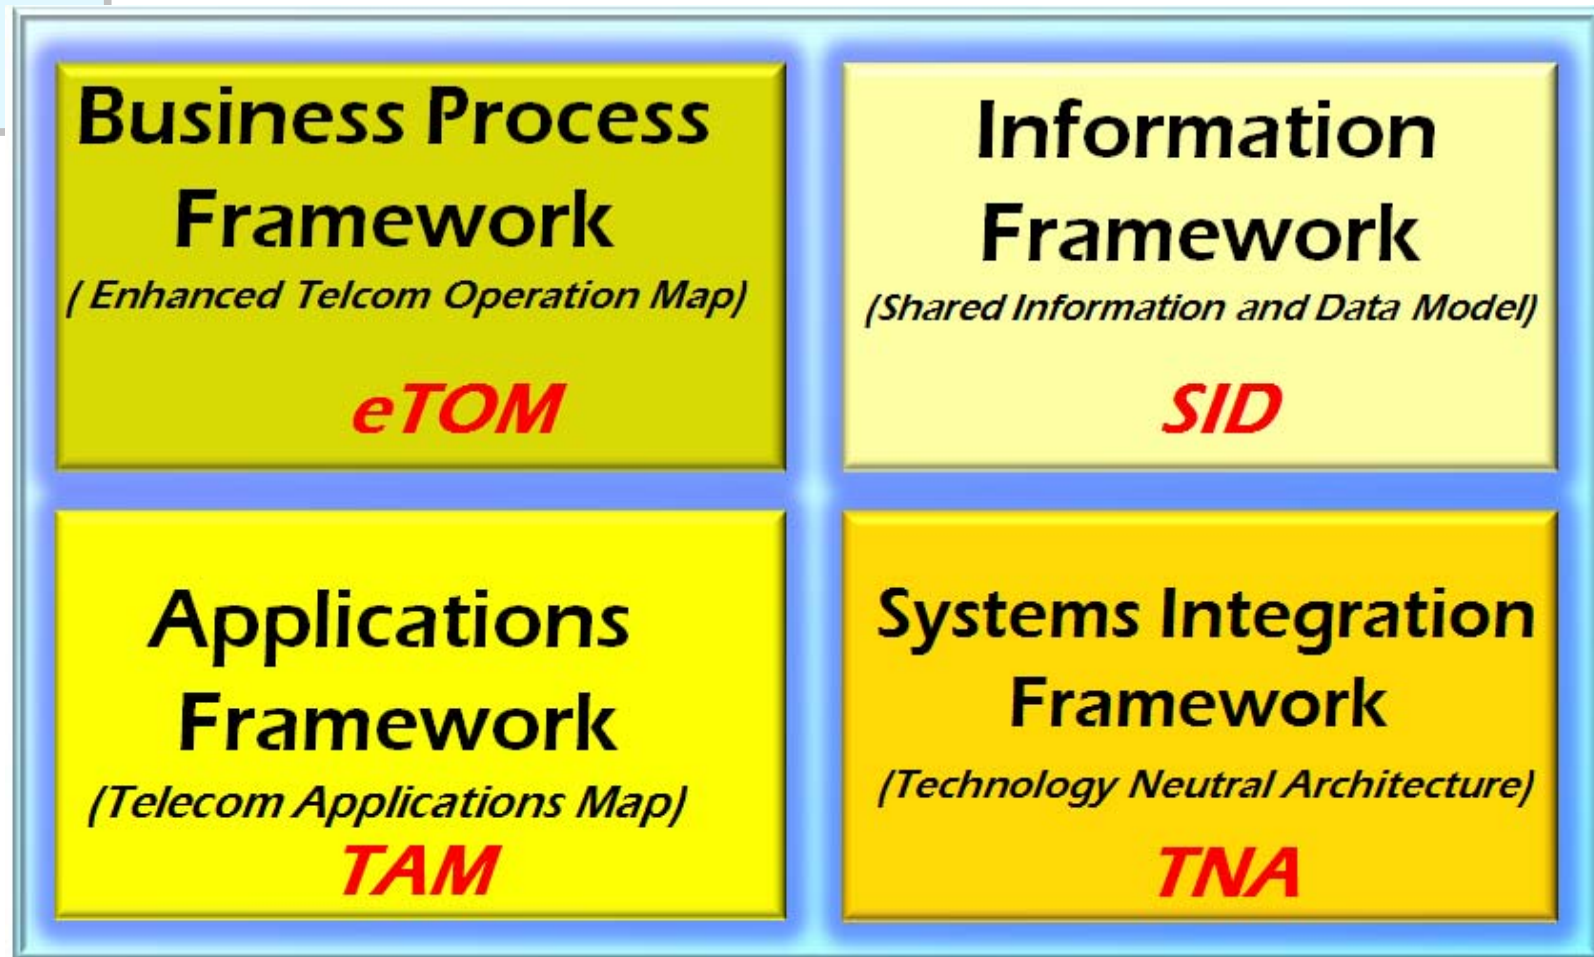 Business Process
Framework
( Enhanced Telcom Operation Map)
eTOM
Information
Framework
(Shared Information and Data Model)
SID
Applications
Framework
(Telecom Applications Map)
TAM
Systems Integration
Framework
(Technology Neutral Architecture)
TNA